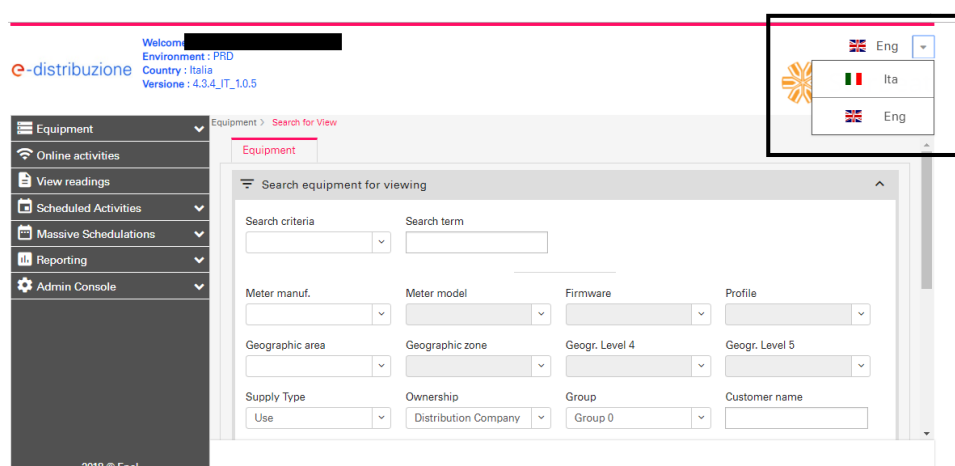 Welcome
Environment : PRD
Country : Italia
Versione : 4.3.4_IT_1.0.5
e-distribuzione
Eng
Ita
Eng
Equipment
Online activities
View readings
Scheduled Activities
Massive Schedulations
Reporting
Admin Console
2018 © Enel
Equipment > Search for View
Equipment
Search equipment for viewing
Search criteria Search term
Meter manuf. Meter model Firmware Profile
Geographic area Geographic zone Geogr. Level 4 Geogr. Level 5
Supply Type Ownership Group Customer name
Use Distribution Company Group 0